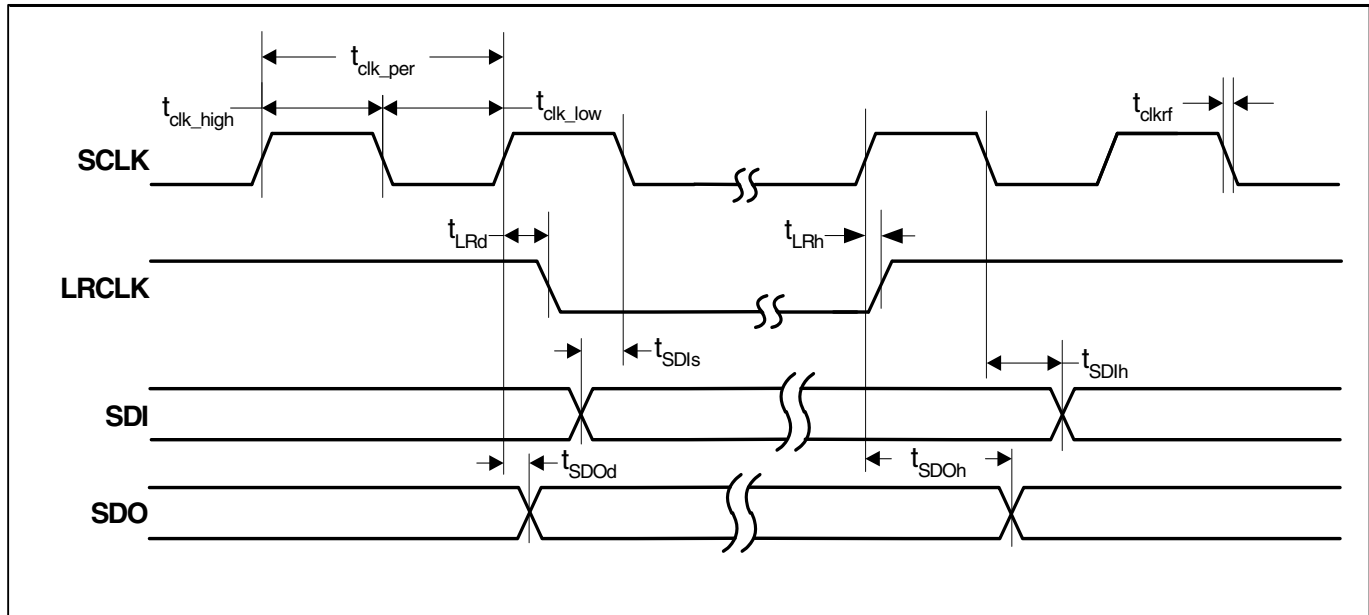 t_clk_per
t_clk_high
t_clk_low
t_clkrf
SCLK
t_LRd
t_LRh
LRCLK
t_SDIs
t_SDIh
SDI
t_SDOd
t_SDOh
SDO